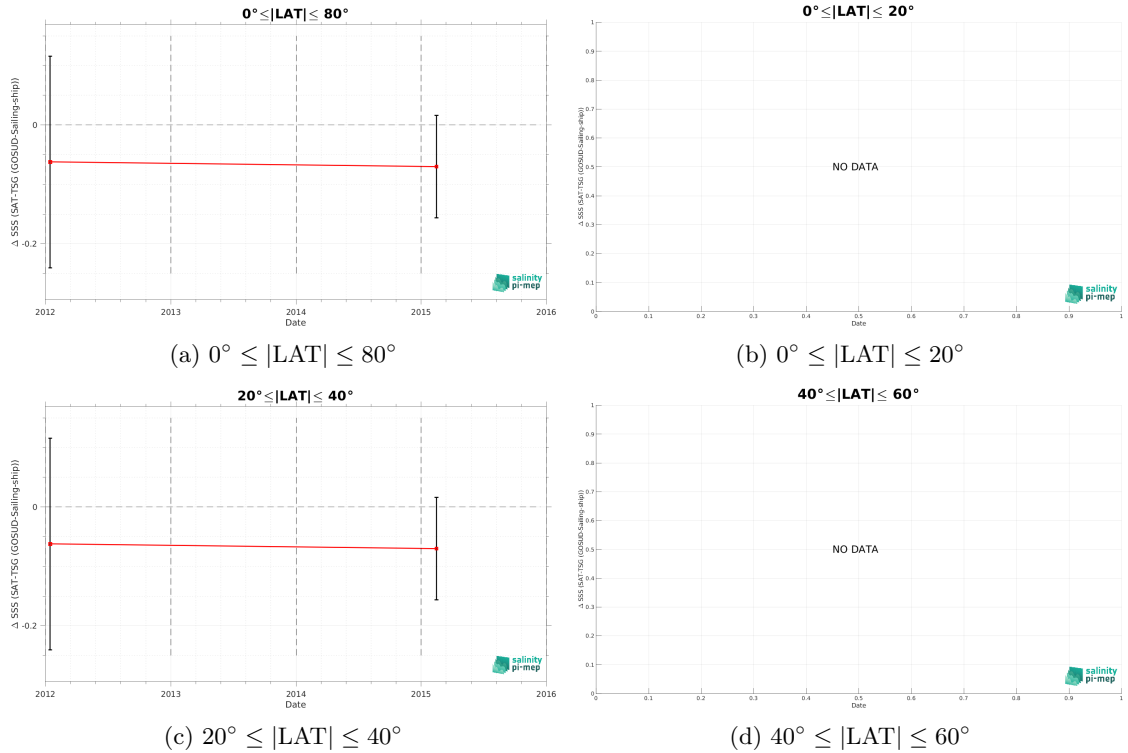 0°≤|LAT|≤ 80°
Δ SSS (SAT-TSG (GOSUD-Sailing-ship))
0
-0.2
2012 2013 2014 2015 2016
Date
salinity
pi-mep
(a) 0° ≤ |LAT| ≤ 80°
0°≤|LAT|≤ 20°
Δ SSS (SAT-TSG (GOSUD-Sailing-ship))
1
0.9
0.8
0.7
0.6
0.5
0.4
0.3
0.2
0.1
0
NO DATA
0 0.1 0.2 0.3 0.4 0.5 0.6 0.7 0.8 0.9 1
Date
salinity
pi-mep
(b) 0° ≤ |LAT| ≤ 20°
20°≤|LAT|≤ 40°
Δ SSS (SAT-TSG (GOSUD-Sailing-ship))
0
-0.2
2012 2013 2014 2015 2016
Date
salinity
pi-mep
(c) 20° ≤ |LAT| ≤ 40°
40°≤|LAT|≤ 60°
Δ SSS (SAT-TSG (GOSUD-Sailing-ship))
1
0.9
0.8
0.7
0.6
0.5
0.4
0.3
0.2
0.1
0
NO DATA
0 0.1 0.2 0.3 0.4 0.5 0.6 0.7 0.8 0.9 1
Date
salinity
pi-mep
(d) 40° ≤ |LAT| ≤ 60°